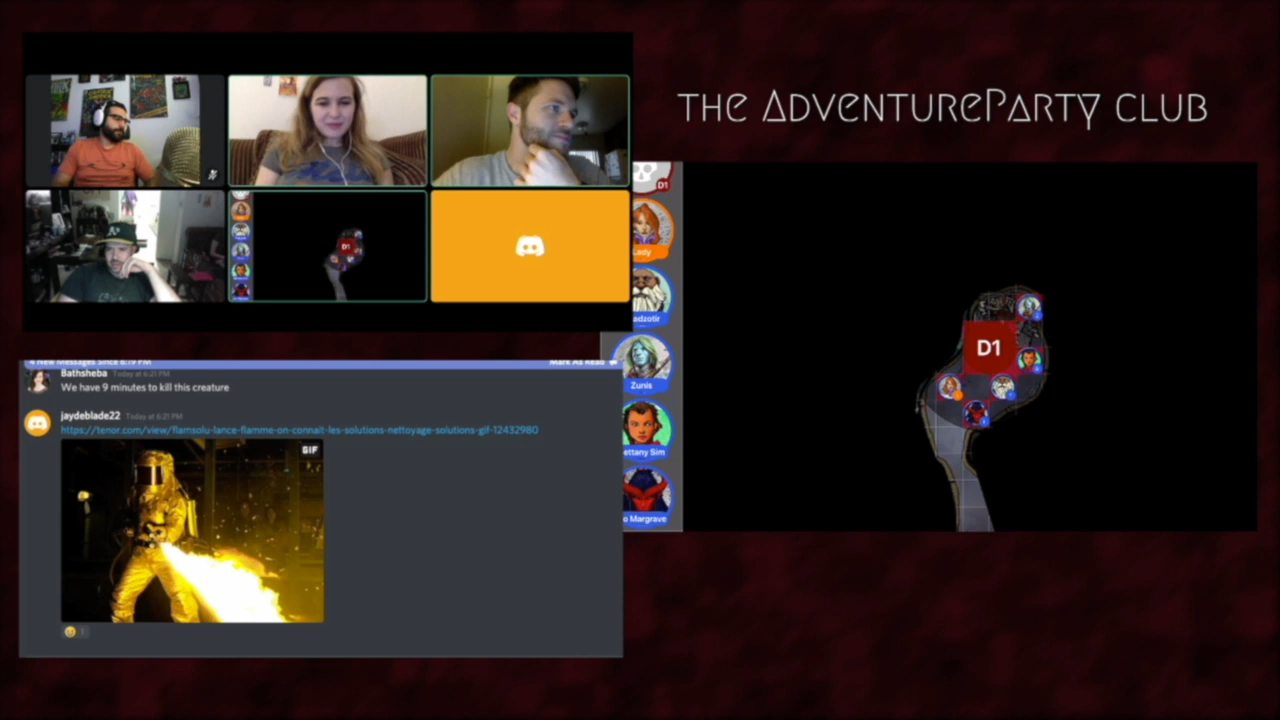 THE ADVENTUREPARTY CLUB
D1
D1
Lady
adzotir
Zunis
ettany Sim
o Margrave
D1
4 New Messages Since 6:19 PM
Mark As Read
Bathsheba Today at 6:21 PM
We have 9 minutes to kill this creature
jaydeblade22 Today at 6:21 PM
https://tenor.com/view/flamsolu-lance-flamme-on-connait-les-solutions-nettoyage-solutions-gif-12432980
GIF
1